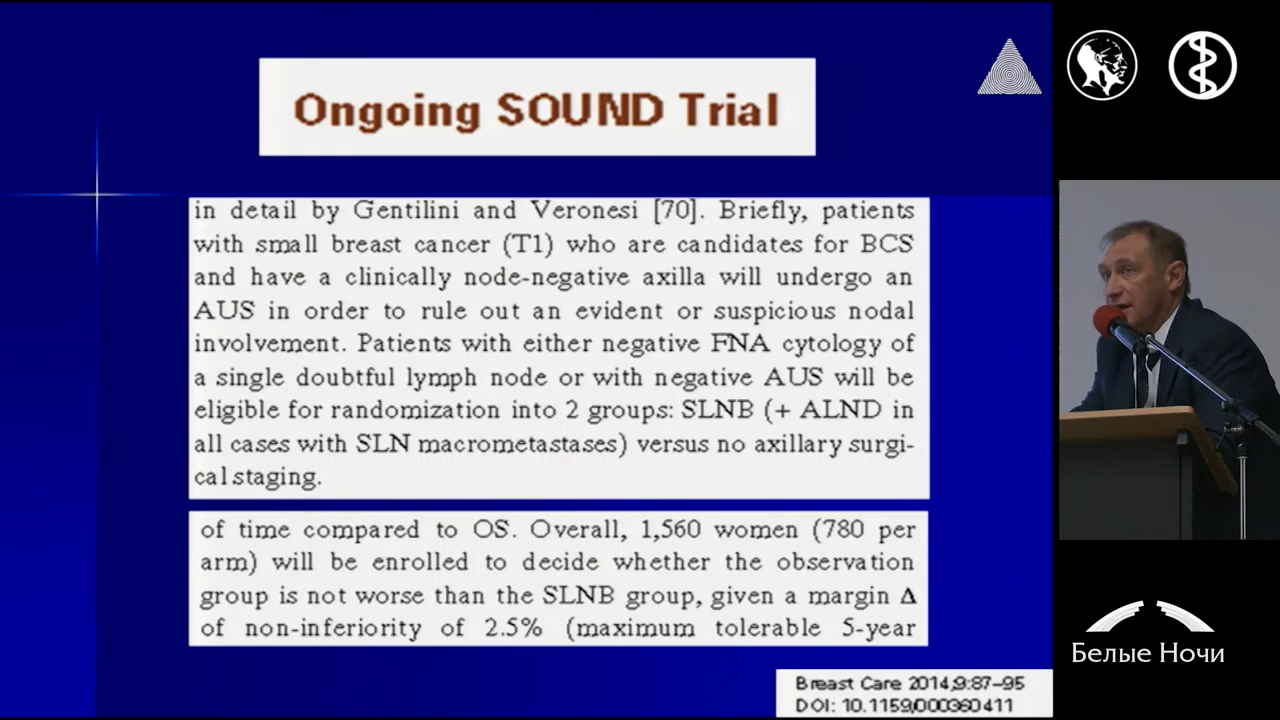 Ongoing SOUND Trial
in detail by Gentilini and Veronesi [70]. Briefly, patients
with small breast cancer (T1) who are candidates for BCS
and have a clinically node-negative axilla will undergo an
AUS in order to rule out an evident or suspicious nodal
involvement. Patients with either negative FNA cytology of
a single doubtful lymph node or with negative AUS will be
eligible for randomization into 2 groups: SLNB (+ ALND in
all cases with SLN macrometastases) versus no axillary surgi-
cal staging.
of time compared to OS. Overall, 1,560 women (780 per
arm) will be enrolled to decide whether the observation
group is not worse than the SLNB group, given a margin Δ
of non-inferiority of 2.5% (maximum tolerable 5-year
Breast Care 2014;9:87–95
DOI: 10.1159/000360411
Белые Ночи